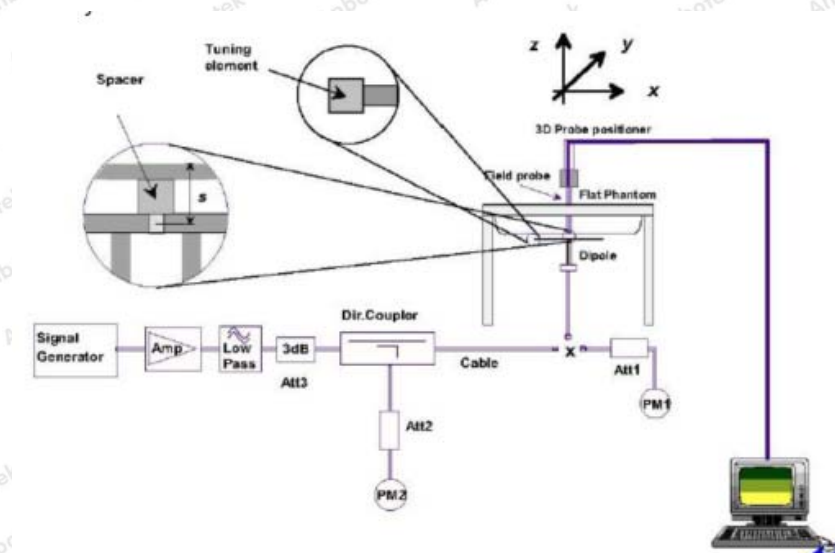 Tuning
element
Spacer
z
y
x
3D Probe positioner
Field probe
Flat Phantom
s
Dipole
Dir.Coupler
Signal
Generator
Amp
Low
Pass
3dB
Att3
Cable
x
Att1
PM1
Att2
PM2